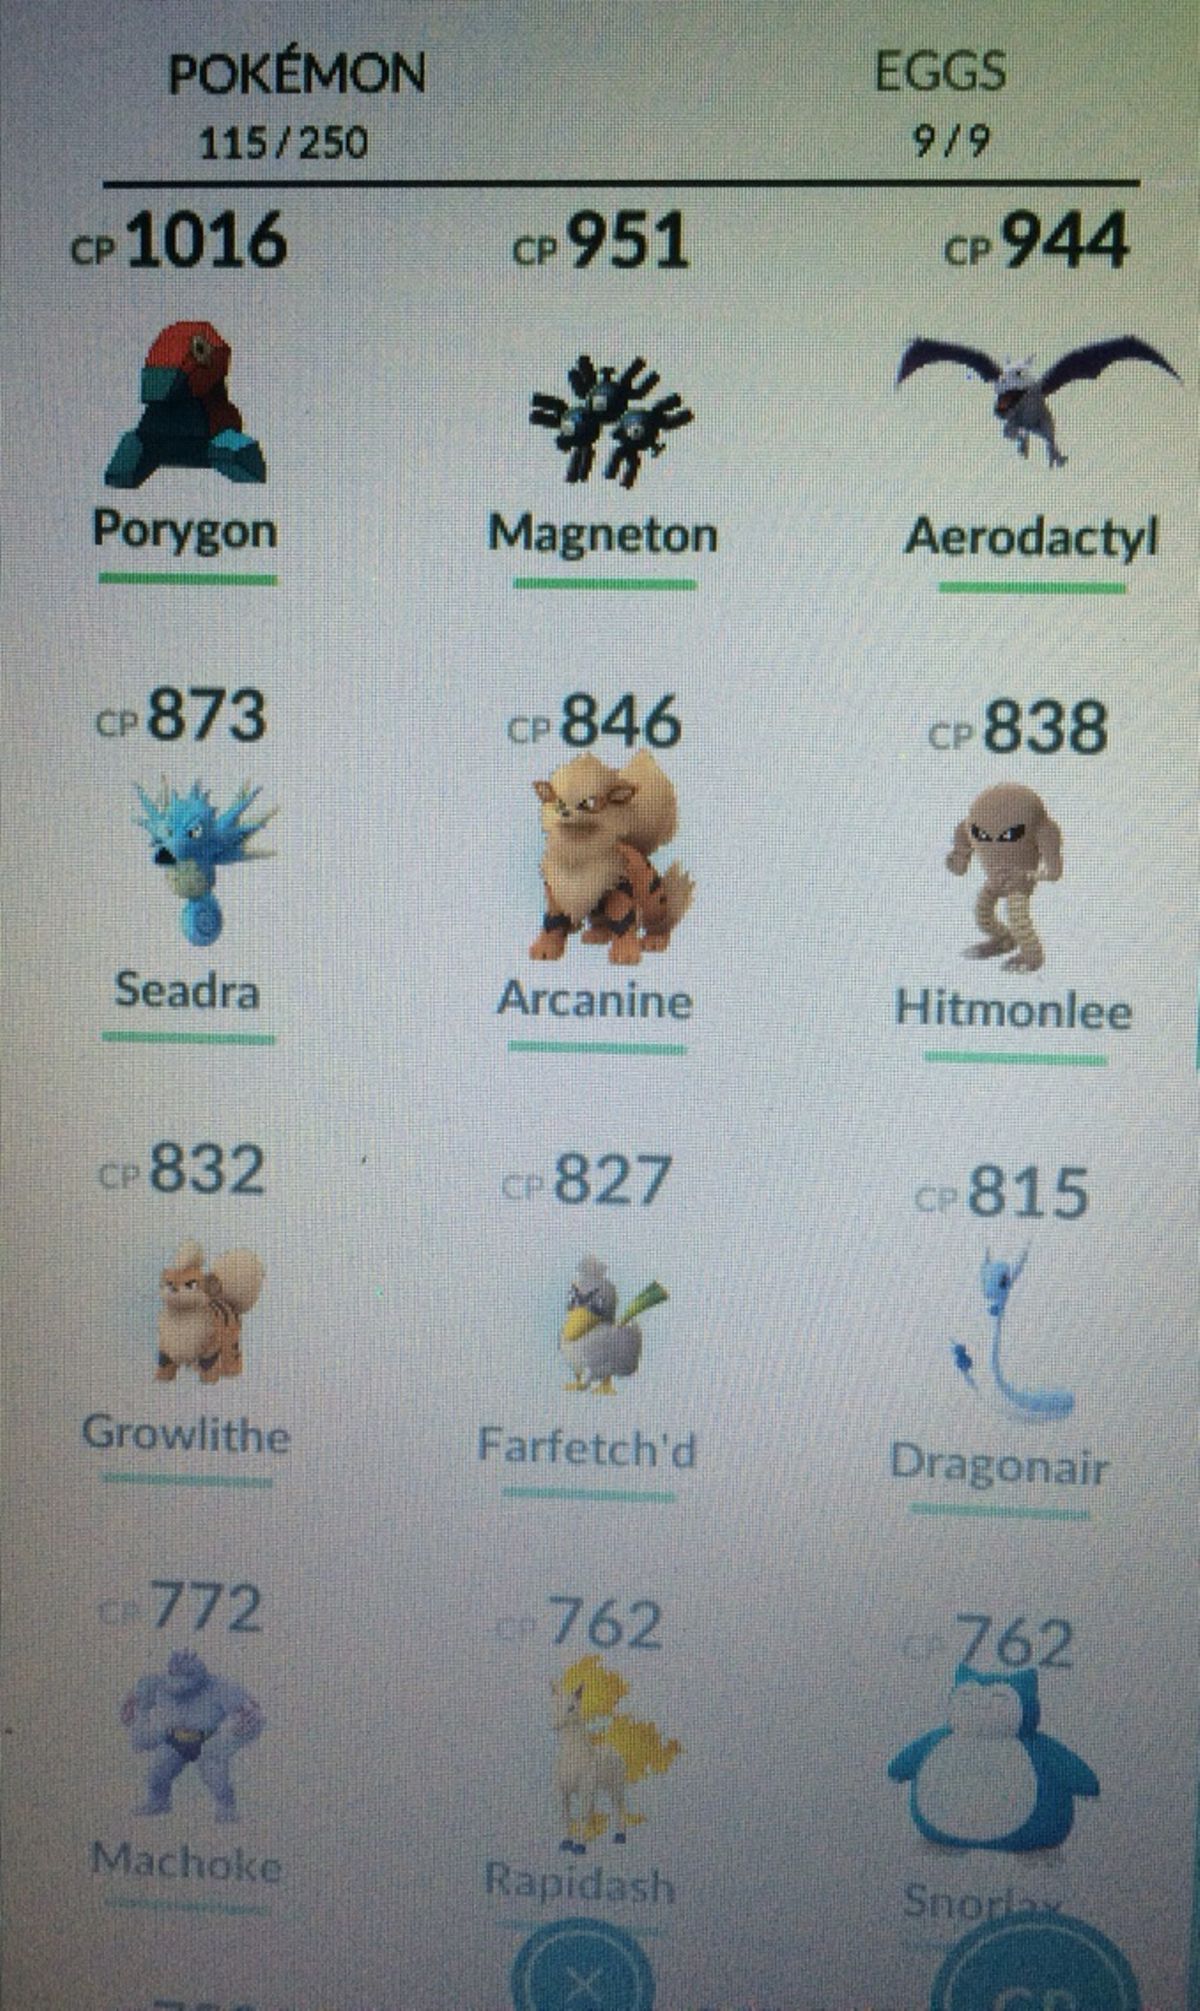 POKÉMON EGGS
115/250 9/9
CP1016 CP951 CP944
Porygon Magneton Aerodactyl
CP873 CP846 CP838
Seadra Arcanine Hitmonlee
CP832 CP827 CP815
Growlithe Farfetch'd Dragonair
CP772 CP762 CP762
Machoke Rapidash Snorlax